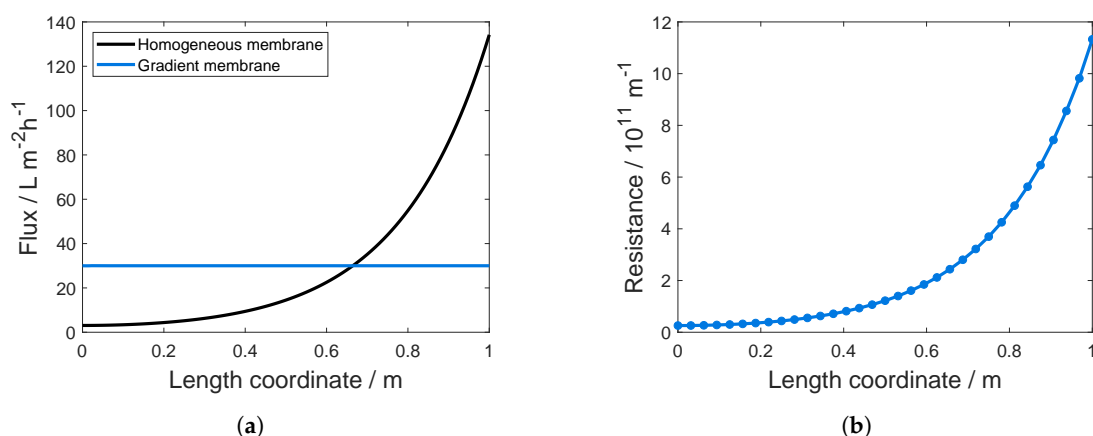 140
120
100
80
60
40
20
0
Flux / L m⁻²h⁻¹
Homogeneous membrane
Gradient membrane
0 0.2 0.4 0.6 0.8 1
Length coordinate / m
(a)
12
10
8
6
4
2
0
Resistance / 10¹¹ m⁻¹
0 0.2 0.4 0.6 0.8 1
Length coordinate / m
(b)